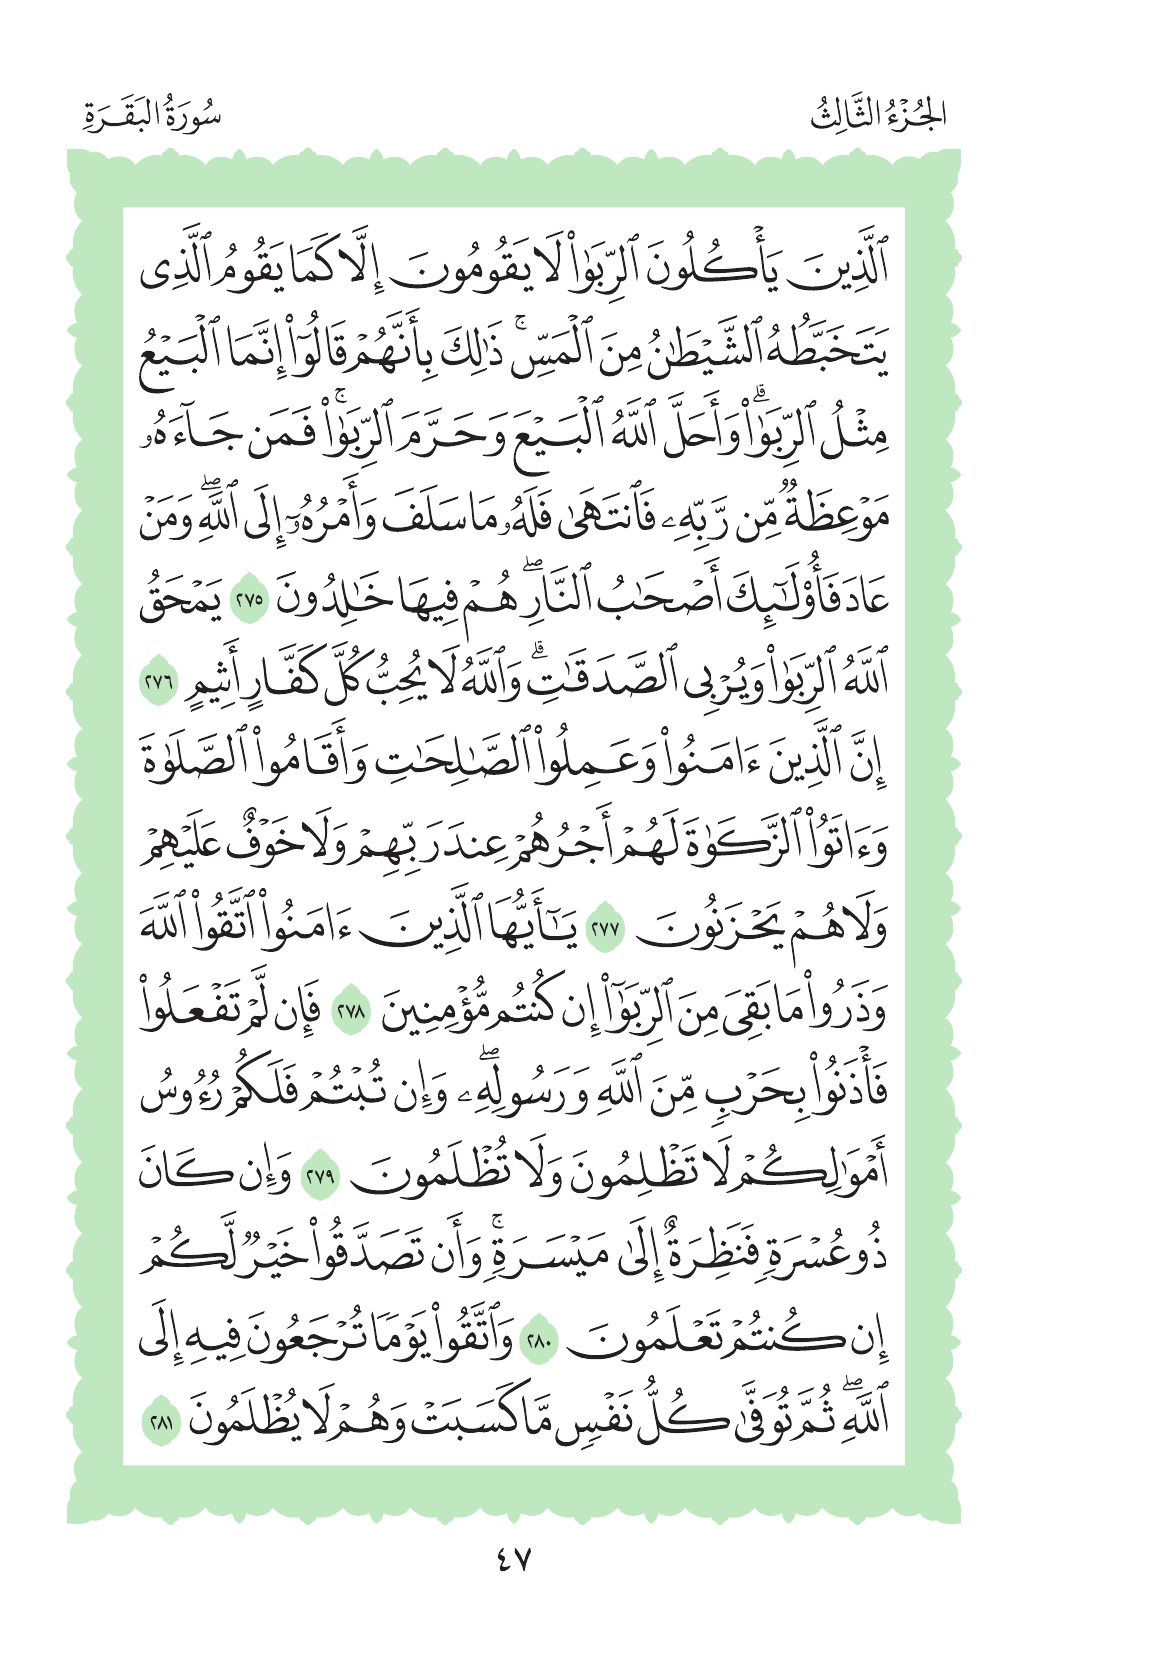 الجُزْءُ الثَّالِثُ
سُورَةُ البَقَرَةِ
ٱلَّذِينَ يَأۡكُلُونَ ٱلرِّبَوٰاْ لَا يَقُومُونَ إِلَّا كَمَا يَقُومُ ٱلَّذِي
يَتَخَبَّطُهُ ٱلشَّيۡطَٰنُ مِنَ ٱلۡمَسِّۚ ذَٰلِكَ بِأَنَّهُمۡ قَالُوٓاْ إِنَّمَا ٱلۡبَيۡعُ
مِثۡلُ ٱلرِّبَوٰاْۗ وَأَحَلَّ ٱللَّهُ ٱلۡبَيۡعَ وَحَرَّمَ ٱلرِّبَوٰاْۚ فَمَن جَآءَهُۥ
مَوۡعِظَةٞ مِّن رَّبِّهِۦ فَٱنتَهَىٰ فَلَهُۥ مَا سَلَفَ وَأَمۡرُهُۥٓ إِلَى ٱللَّهِۖ وَمَنۡ
عَادَ فَأُوْلَٰٓئِكَ أَصۡحَٰبُ ٱلنَّارِۖ هُمۡ فِيهَا خَٰلِدُونَ ٢٧٥ يَمۡحَقُ
ٱللَّهُ ٱلرِّبَوٰاْ وَيُرۡبِي ٱلصَّدَقَٰتِۗ وَٱللَّهُ لَا يُحِبُّ كُلَّ كَفَّارٍ أَثِيمٍ ٢٧٦
إِنَّ ٱلَّذِينَ ءَامَنُواْ وَعَمِلُواْ ٱلصَّٰلِحَٰتِ وَأَقَامُواْ ٱلصَّلَوٰةَ
وَءَاتَوُاْ ٱلزَّكَوٰةَ لَهُمۡ أَجۡرُهُمۡ عِندَ رَبِّهِمۡ وَلَا خَوۡفٌ عَلَيۡهِمۡ
وَلَا هُمۡ يَحۡزَنُونَ ٢٧٧ يَٰٓأَيُّهَا ٱلَّذِينَ ءَامَنُواْ ٱتَّقُواْ ٱللَّهَ
وَذَرُواْ مَا بَقِيَ مِنَ ٱلرِّبَوٰٓاْ إِن كُنتُم مُّؤۡمِنِينَ ٢٧٨ فَإِن لَّمۡ تَفۡعَلُواْ
فَأۡذَنُواْ بِحَرۡبٖ مِّنَ ٱللَّهِ وَرَسُولِهِۦۖ وَإِن تُبۡتُمۡ فَلَكُمۡ رُءُوسُ
أَمۡوَٰلِكُمۡ لَا تَظۡلِمُونَ وَلَا تُظۡلَمُونَ ٢٧٩ وَإِن كَانَ
ذُو عُسۡرَةٖ فَنَظِرَةٌ إِلَىٰ مَيۡسَرَةٖۚ وَأَن تَصَدَّقُواْ خَيۡرٞ لَّكُمۡ
إِن كُنتُمۡ تَعۡلَمُونَ ٢٨٠ وَٱتَّقُواْ يَوۡمٗا تُرۡجَعُونَ فِيهِ إِلَى
ٱللَّهِۖ ثُمَّ تُوَفَّىٰ كُلُّ نَفۡسٖ مَّا كَسَبَتۡ وَهُمۡ لَا يُظۡلَمُونَ ٢٨١
٤٧